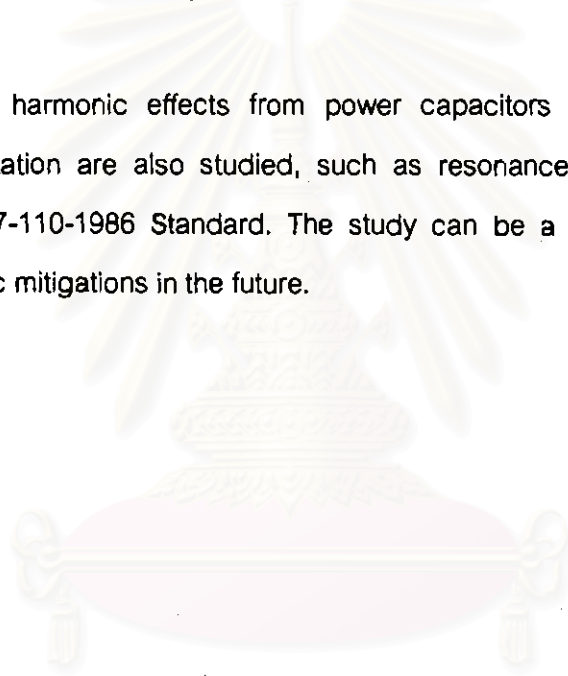 harmonic effects from power capacitors
ation are also studied, such as resonance
7-110-1986 Standard. The study can be a
c mitigations in the future.